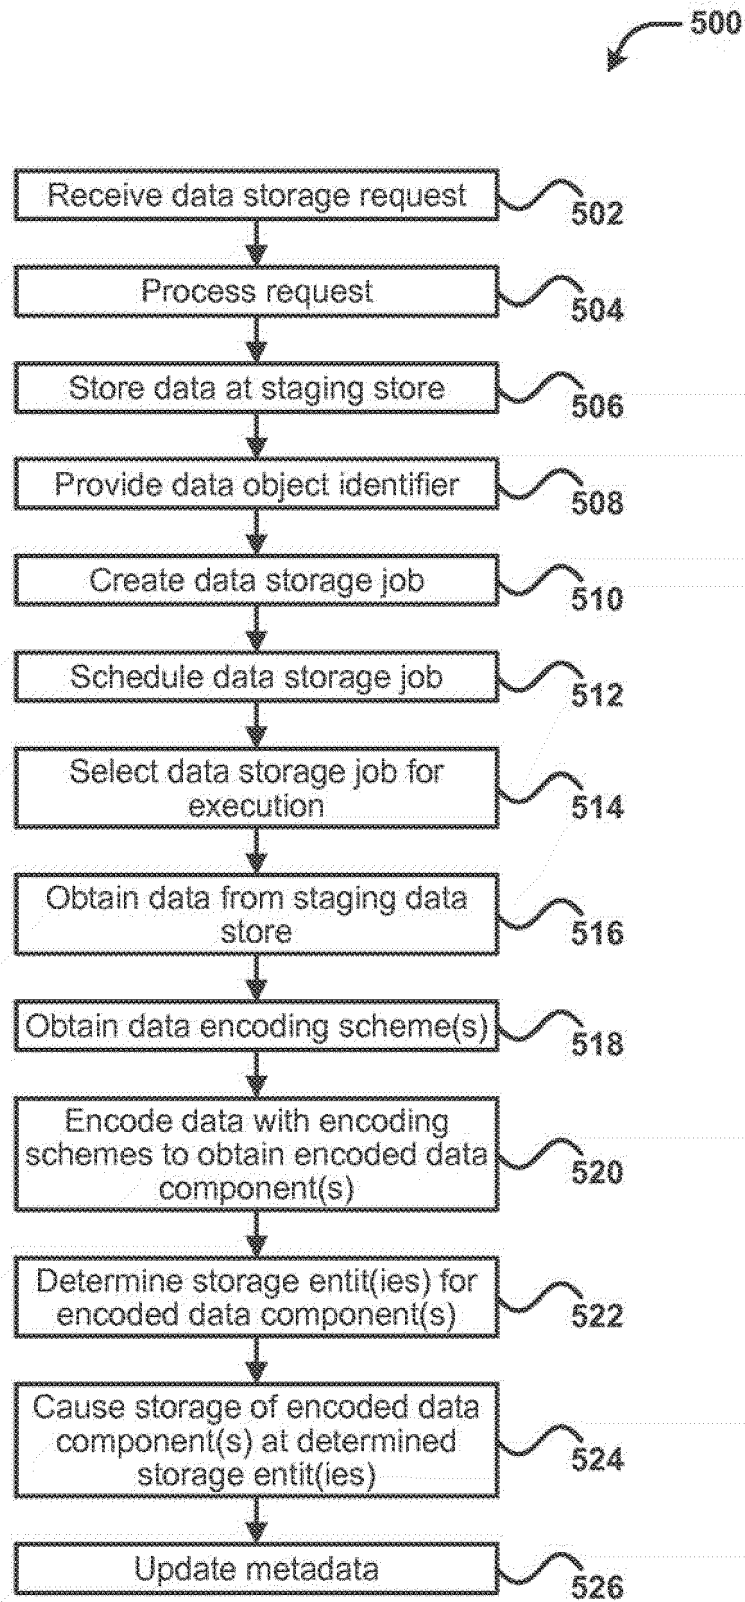 500
Receive data storage request
502
Process request
504
Store data at staging store
506
Provide data object identifier
508
Create data storage job
510
Schedule data storage job
512
Select data storage job for
execution
514
Obtain data from staging data
store
516
Obtain data encoding scheme(s)
518
Encode data with encoding
schemes to obtain encoded data
component(s)
520
Determine storage entit(ies) for
encoded data component(s)
522
Cause storage of encoded data
component(s) at determined
storage entit(ies)
524
Update metadata
526